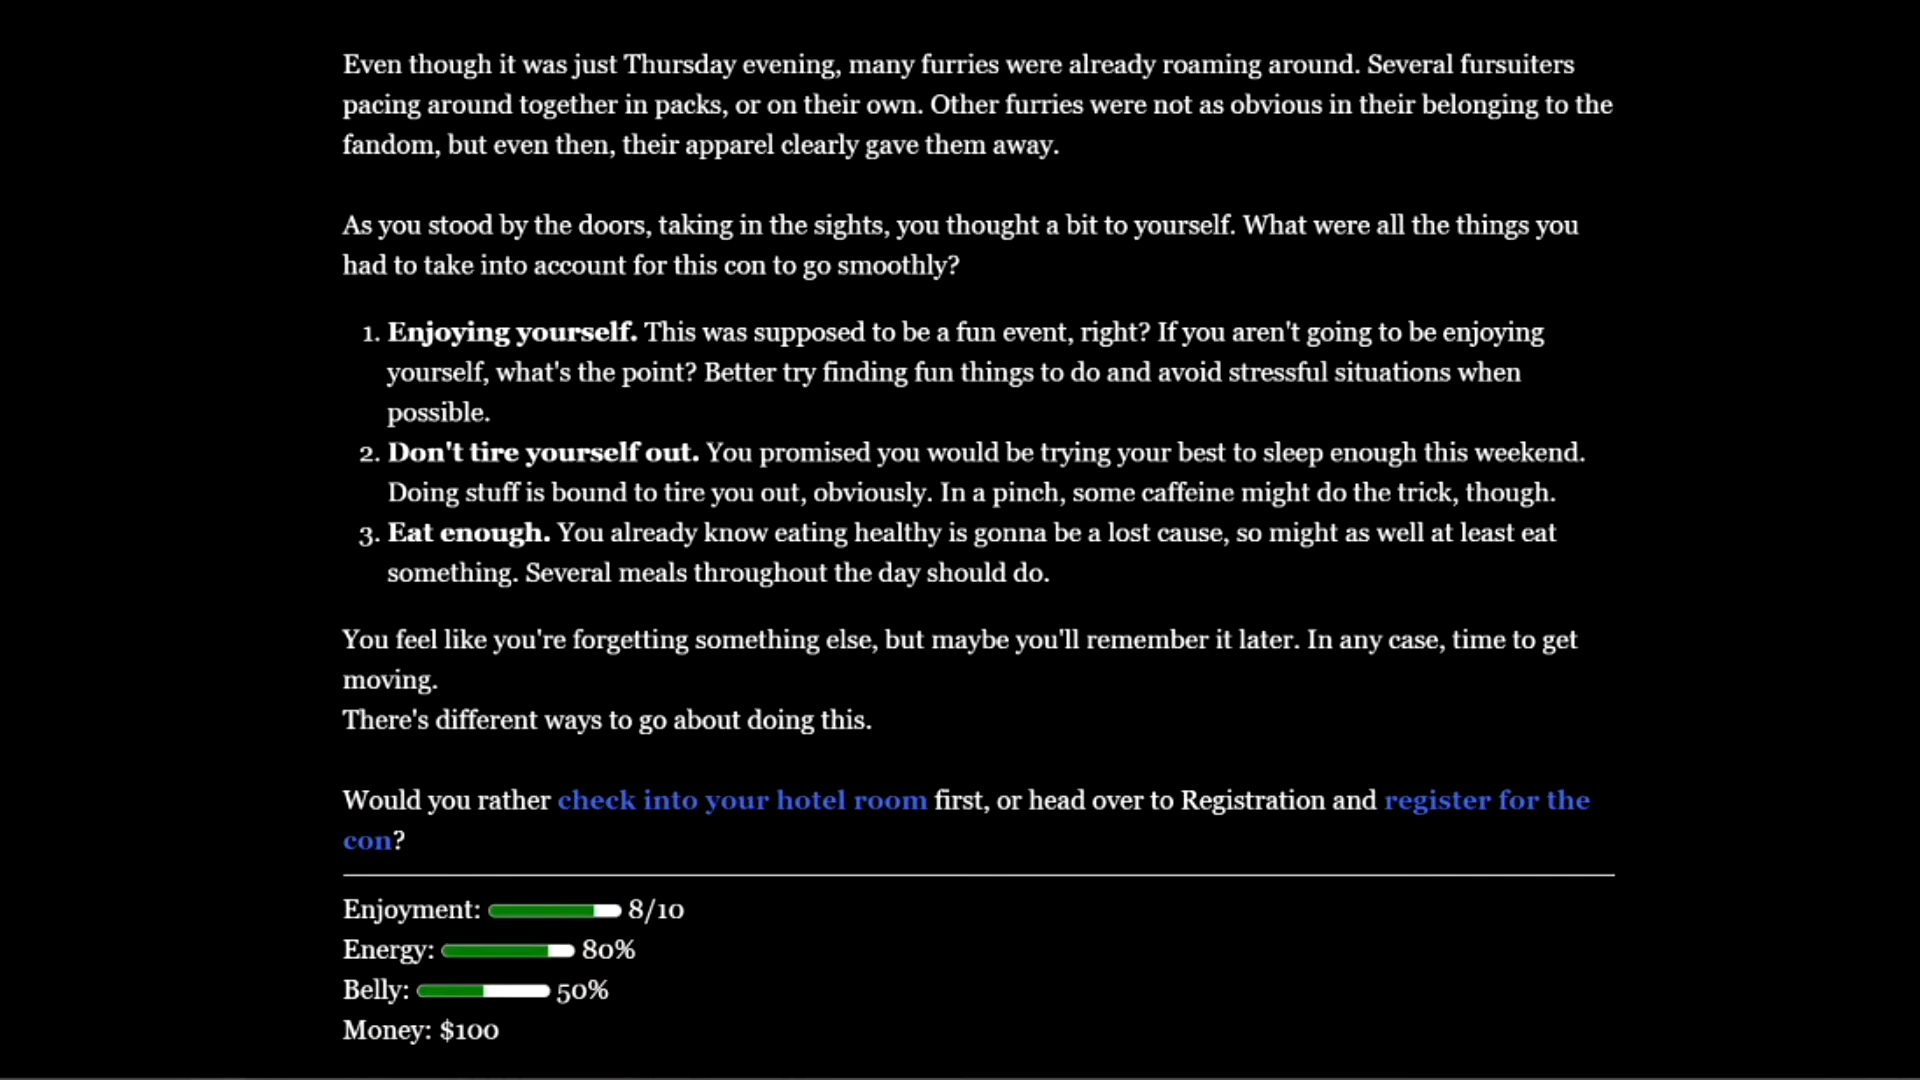 Even though it was just Thursday evening, many furries were already roaming around. Several fursuiters
pacing around together in packs, or on their own. Other furries were not as obvious in their belonging to the
fandom, but even then, their apparel clearly gave them away.
As you stood by the doors, taking in the sights, you thought a bit to yourself. What were all the things you
had to take into account for this con to go smoothly?
1. Enjoying yourself. This was supposed to be a fun event, right? If you aren't going to be enjoying
yourself, what's the point? Better try finding fun things to do and avoid stressful situations when
possible.
2. Don't tire yourself out. You promised you would be trying your best to sleep enough this weekend.
Doing stuff is bound to tire you out, obviously. In a pinch, some caffeine might do the trick, though.
3. Eat enough. You already know eating healthy is gonna be a lost cause, so might as well at least eat
something. Several meals throughout the day should do.
You feel like you're forgetting something else, but maybe you'll remember it later. In any case, time to get
moving.
There's different ways to go about doing this.
Would you rather check into your hotel room first, or head over to Registration and register for the
con?
Enjoyment: 8/10
Energy: 80%
Belly: 50%
Money: $100